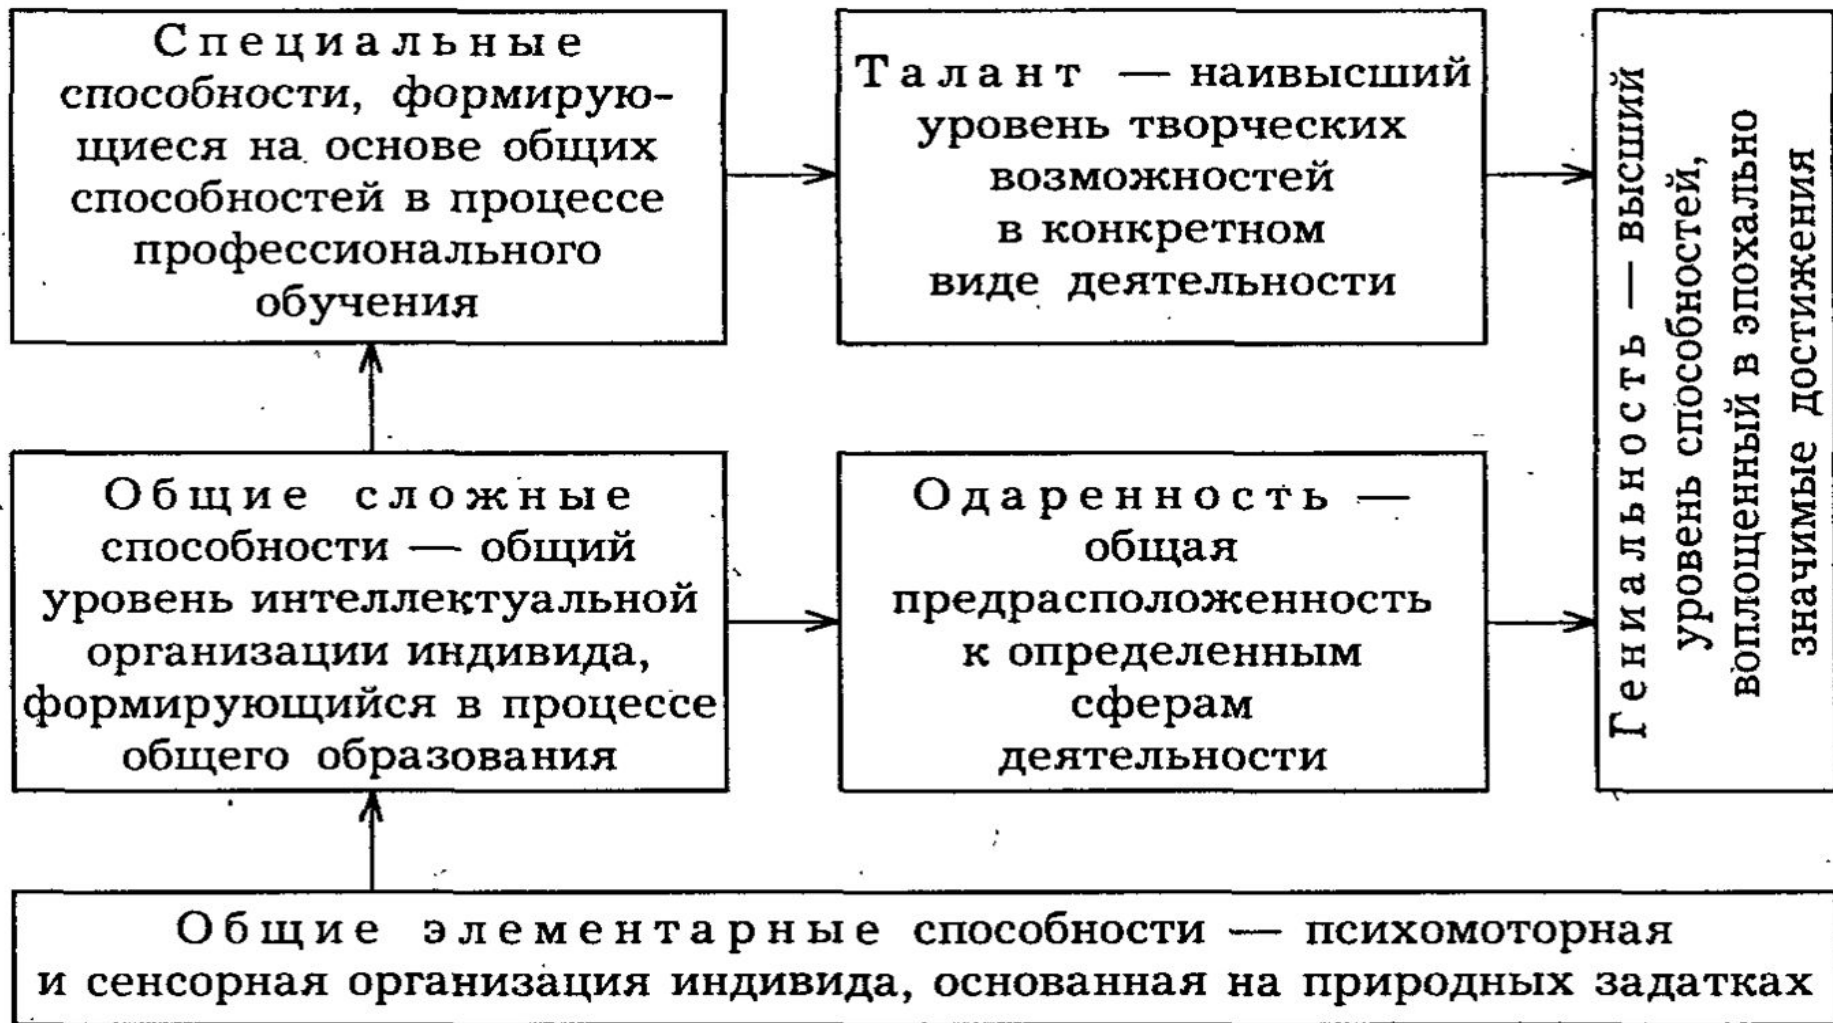 Специальные
способности, формирую-
щиеся на основе общих
способностей в процессе
профессионального
обучения
Талант — наивысший
уровень творческих
возможностей
в конкретном
виде деятельности
Гениальность — высший
уровень способностей,
воплощенный в эпохально
значимые достижения
Общие сложные
способности — общий
уровень интеллектуальной
организации индивида,
формирующийся в процессе
общего образования
Одаренность —
общая
предрасположенность
к определенным
сферам
деятельности
Общие элементарные способности — психомоторная
и сенсорная организация индивида, основанная на природных задатках